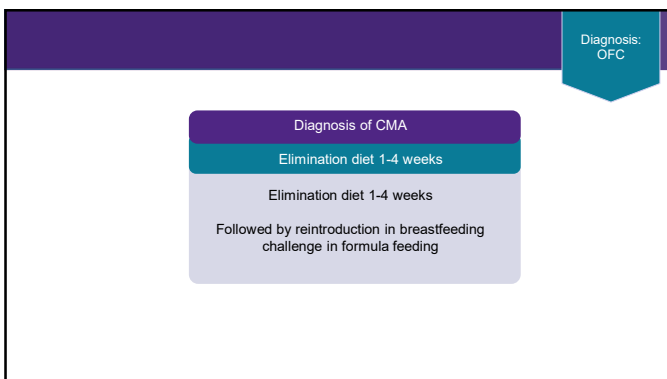 Diagnosis:
OFC
Diagnosis of CMA
Elimination diet 1-4 weeks
Elimination diet 1-4 weeks
Followed by reintroduction in breastfeeding
challenge in formula feeding